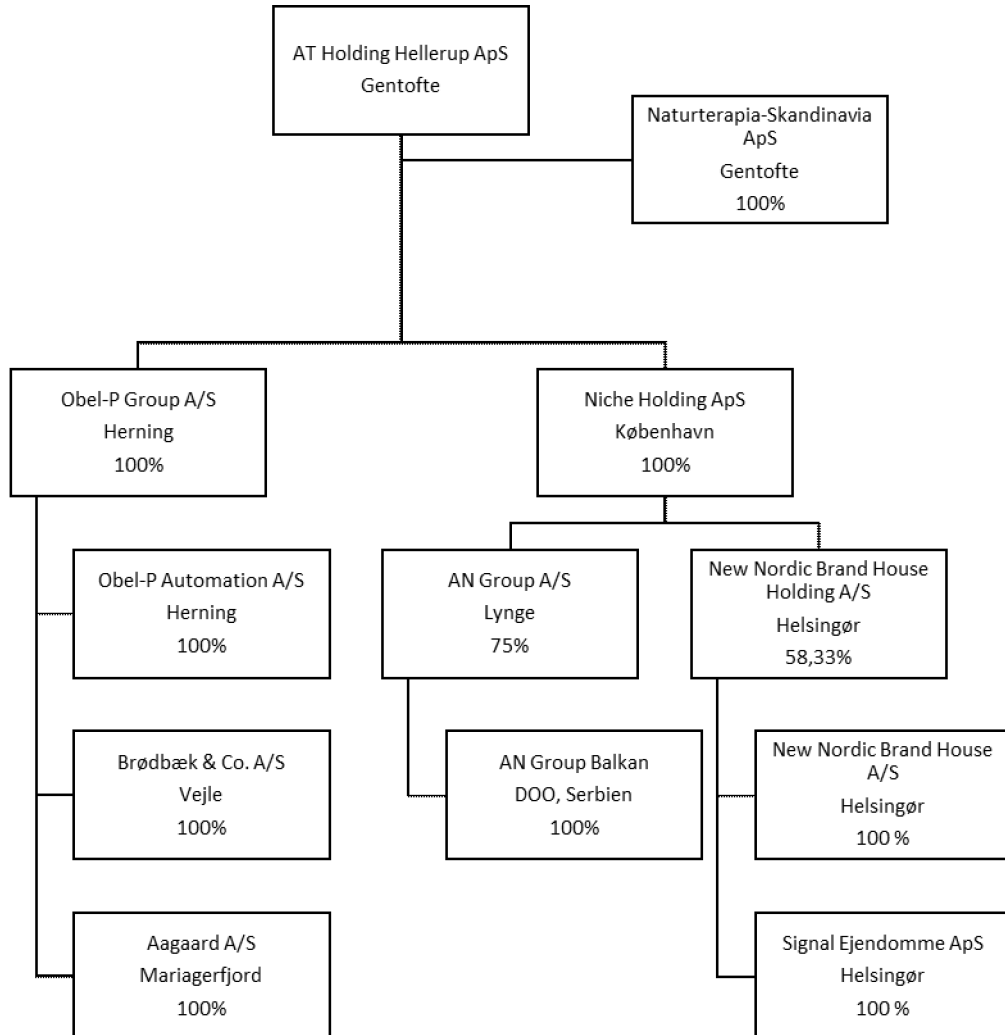 AT Holding Hellerup ApS
Gentofte
Naturterapia-Skandinavia
ApS
Gentofte
100%
Obel-P Group A/S
Herning
100%
Niche Holding ApS
København
100%
Obel-P Automation A/S
Herning
100%
AN Group A/S
Lynge
75%
New Nordic Brand House
Holding A/S
Helsingør
58,33%
Brødbæk & Co. A/S
Vejle
100%
AN Group Balkan
DOO, Serbien
100%
New Nordic Brand House
A/S
Helsingør
100 %
Aagaard A/S
Mariagerfjord
100%
Signal Ejendomme ApS
Helsingør
100 %